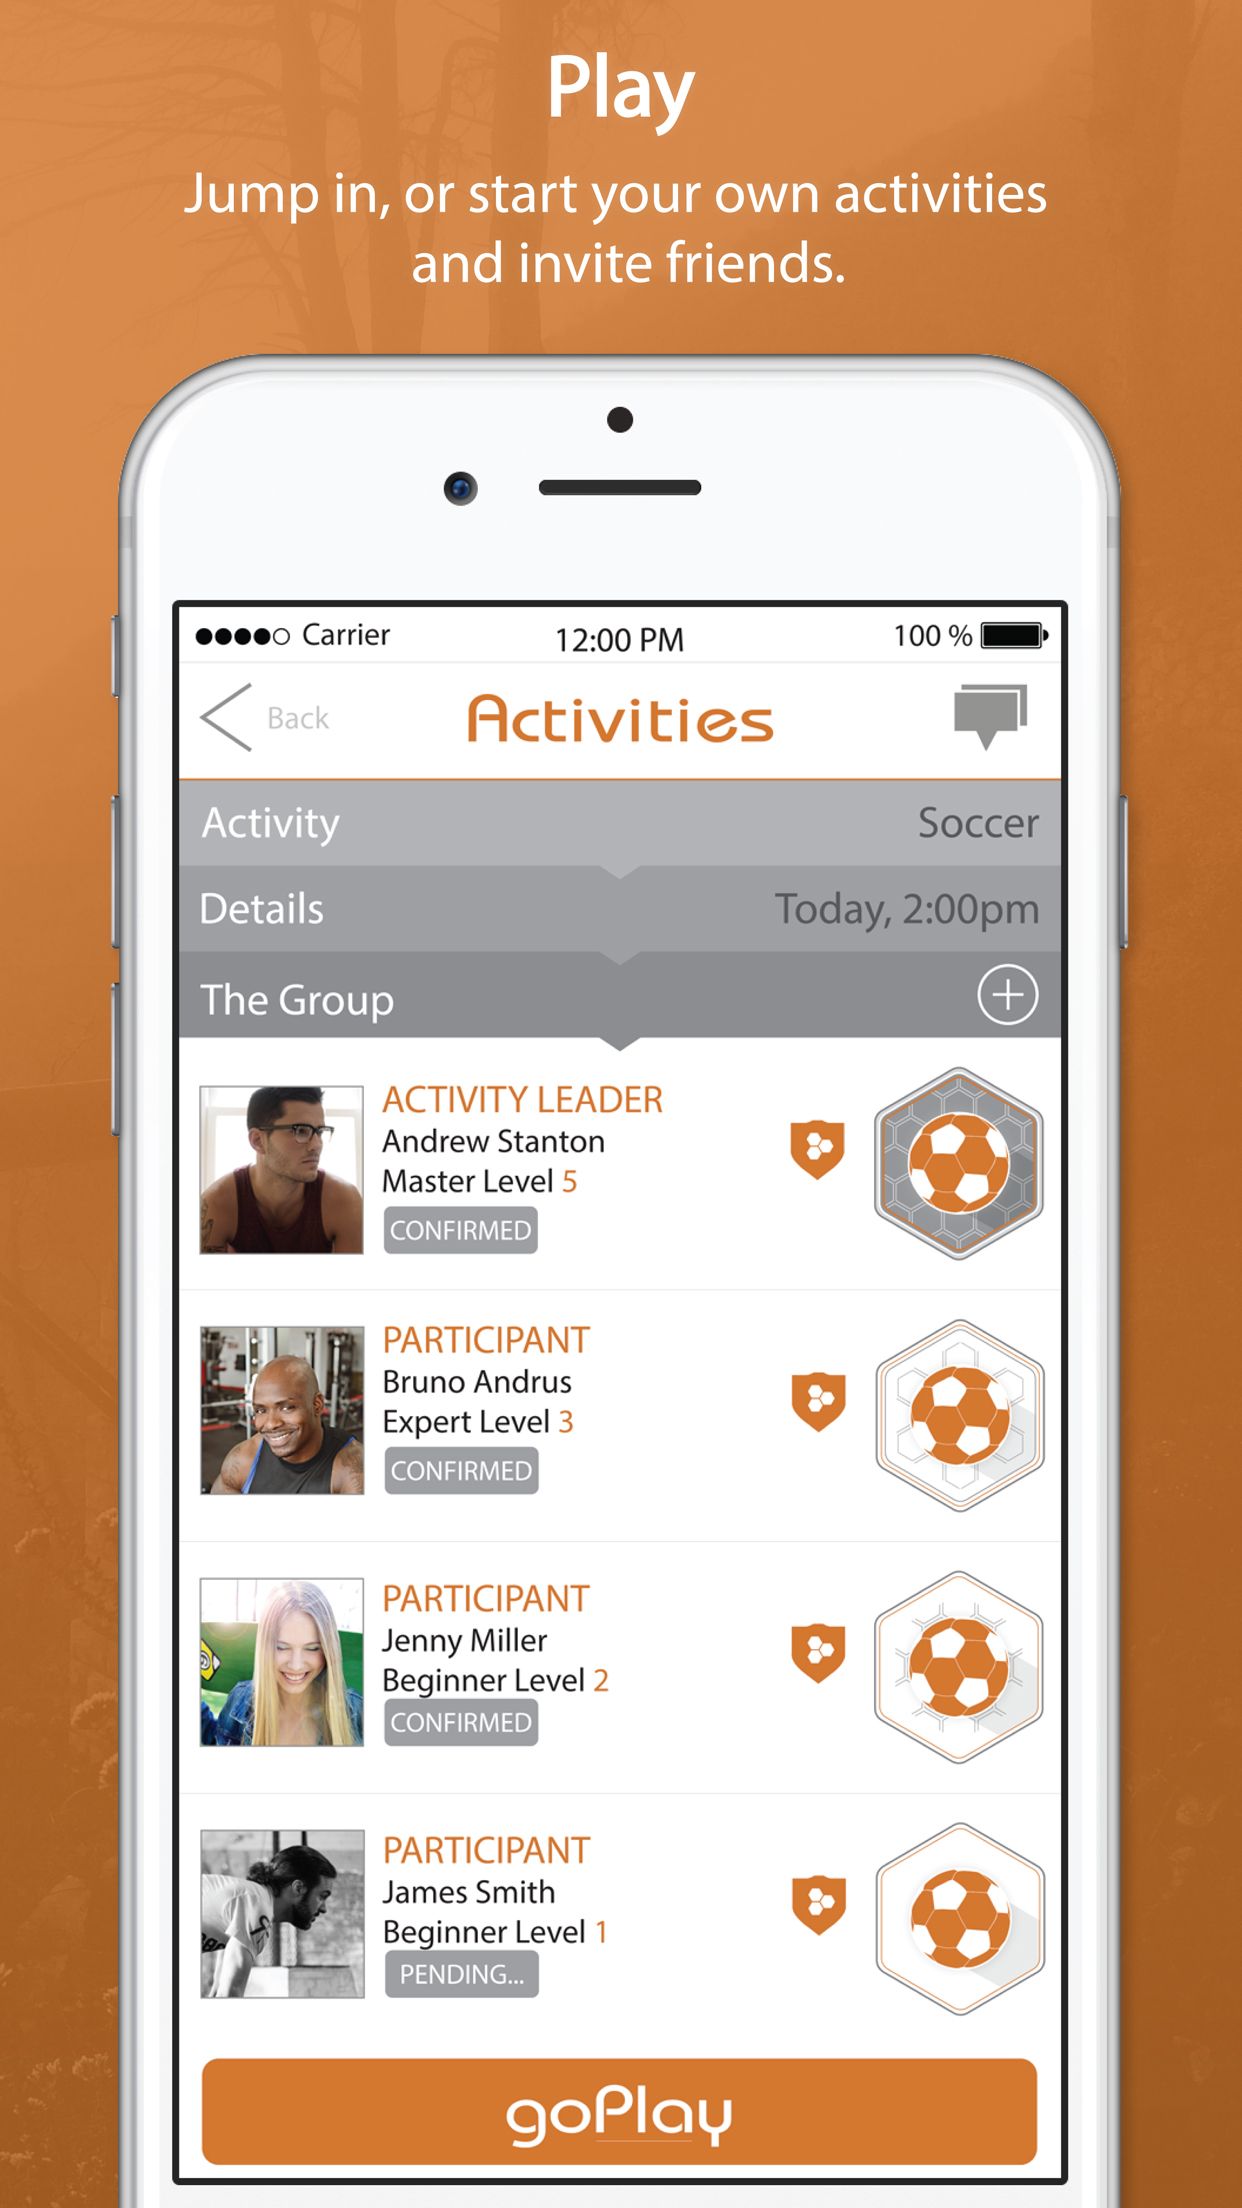 Play
Jump in, or start your own activities
and invite friends.
Carrier 12:00 PM 100 %
Back Activities
Activity Soccer
Details Today, 2:00pm
The Group
ACTIVITY LEADER
Andrew Stanton
Master Level 5
CONFIRMED
PARTICIPANT
Bruno Andrus
Expert Level 3
CONFIRMED
PARTICIPANT
Jenny Miller
Beginner Level 2
CONFIRMED
PARTICIPANT
James Smith
Beginner Level 1
PENDING...
goPlay